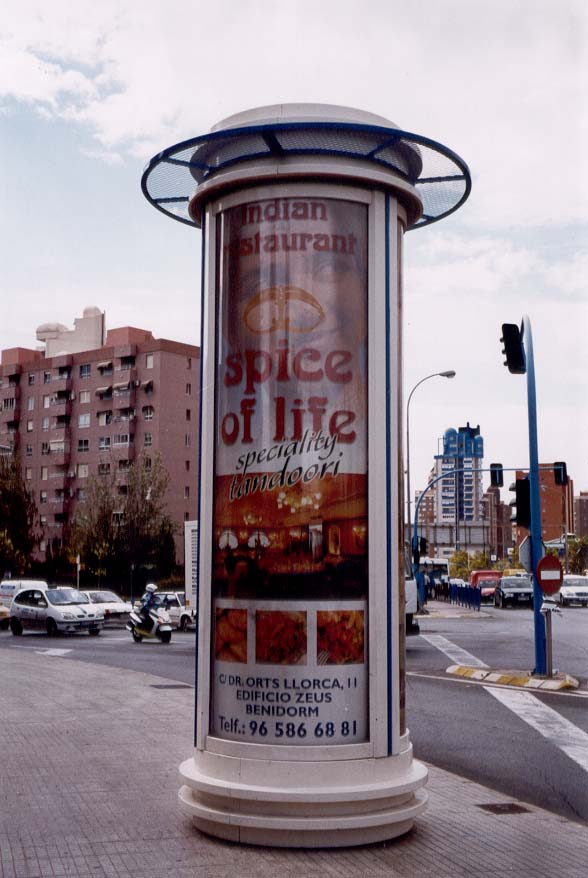 Indian
restaurant
spice
of life
speciality
tandoori
C/ DR. ORTS LLORCA, 11
EDIFICIO ZEUS
BENIDORM
Telf.: 96 586 68 81